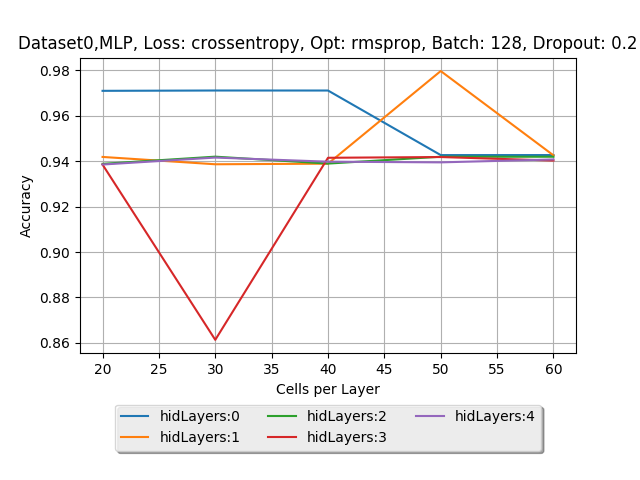 Dataset0,MLP, Loss: crossentropy, Opt: rmsprop, Batch: 128, Dropout: 0.2
0.98
0.96
0.94
0.92
0.90
0.88
0.86
Accuracy
20 25 30 35 40 45 50 55 60
Cells per Layer
hidLayers:0 hidLayers:2 hidLayers:4
hidLayers:1 hidLayers:3